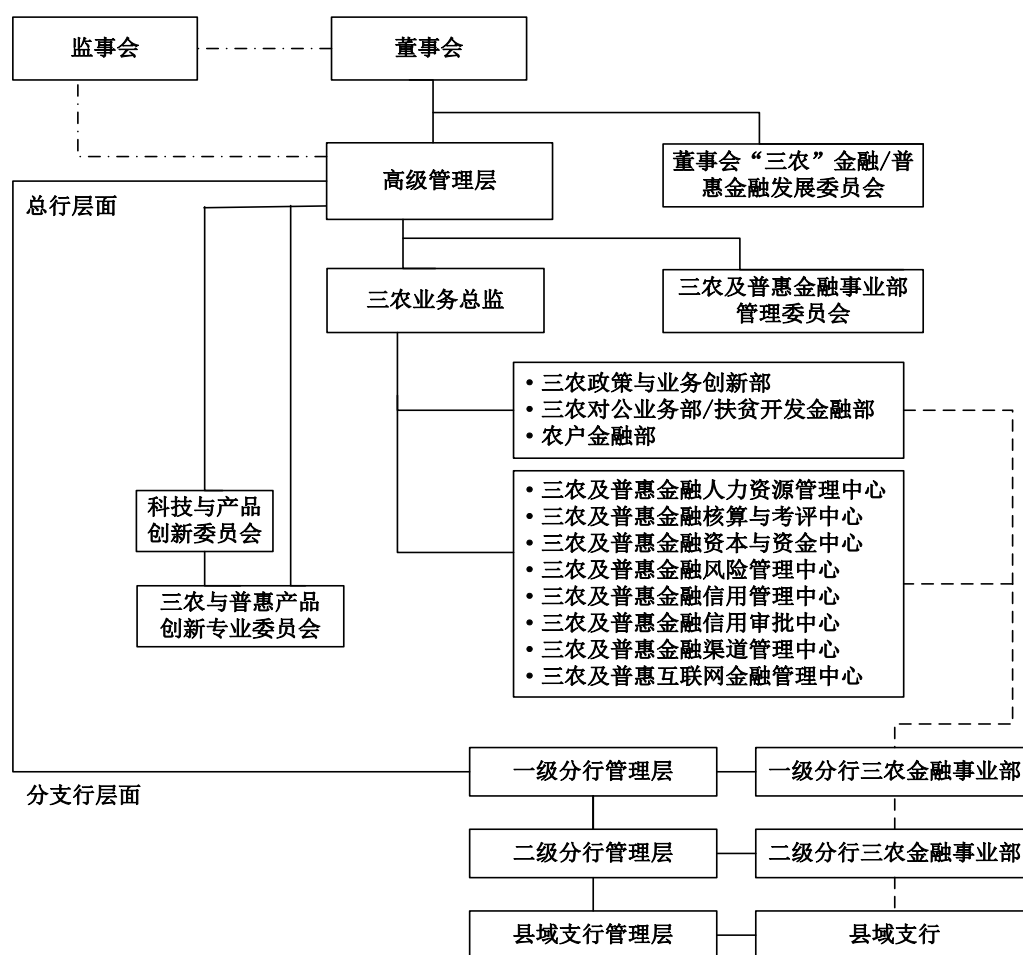 监事会
董事会
董事会“三农”金融/普
惠金融发展委员会
高级管理层
总行层面
三农业务总监
三农及普惠金融事业部
管理委员会
• 三农政策与业务创新部
• 三农对公业务部/扶贫开发金融部
• 农户金融部
科技与产品
创新委员会
• 三农及普惠金融人力资源管理中心
• 三农及普惠金融核算与考评中心
• 三农及普惠金融资本与资金中心
• 三农及普惠金融风险管理中心
• 三农及普惠金融信用管理中心
• 三农及普惠金融信用审批中心
• 三农及普惠金融渠道管理中心
• 三农及普惠互联网金融管理中心
三农与普惠产品
创新专业委员会
一级分行管理层
一级分行三农金融事业部
分支行层面
二级分行管理层
二级分行三农金融事业部
县域支行管理层
县域支行